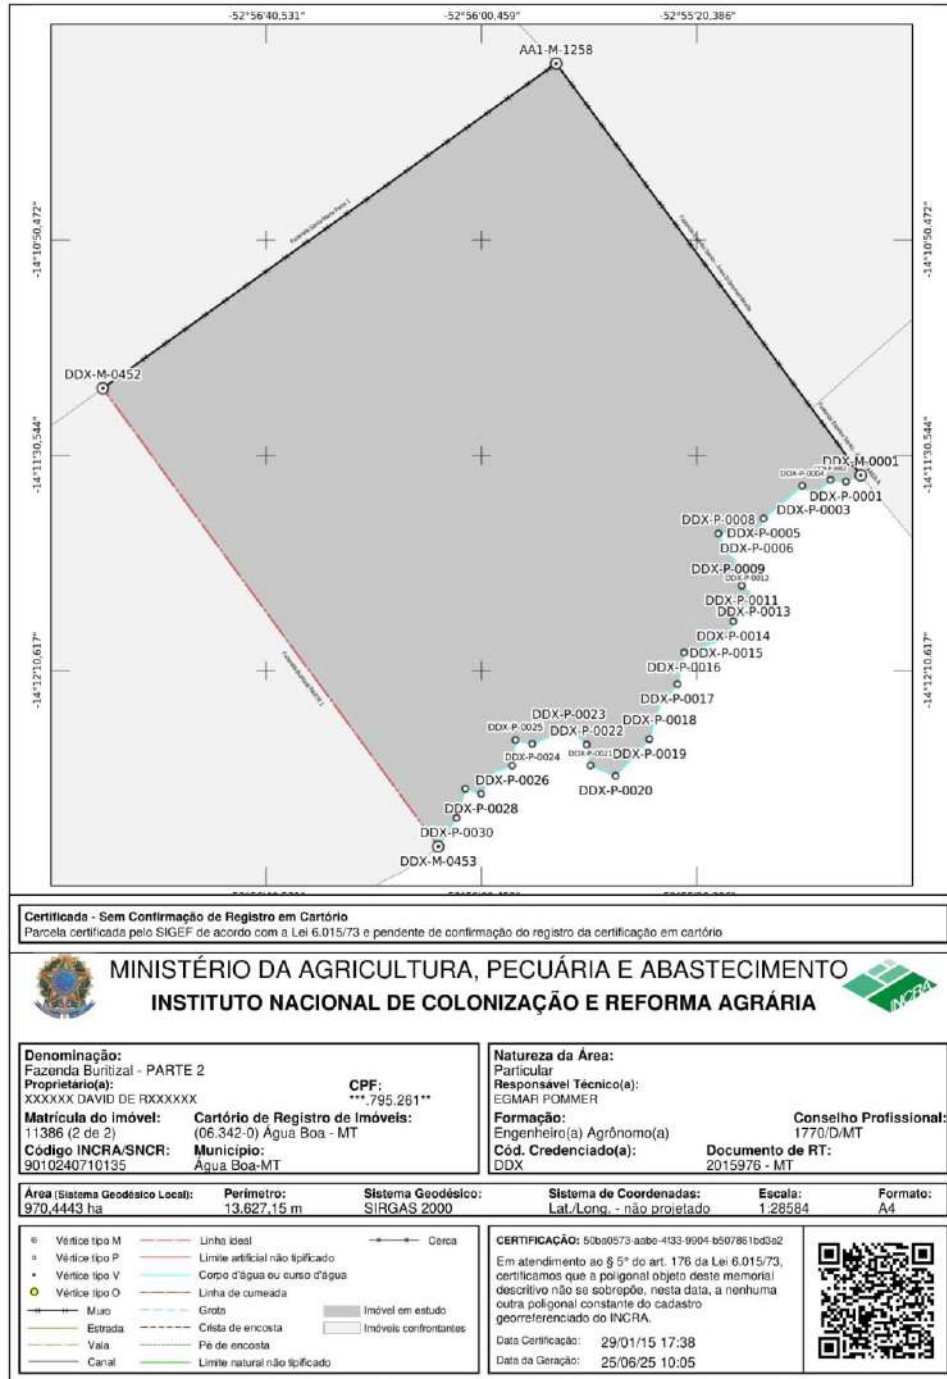 -52°56'40,531"
-52°56'00,459"
-52°55'20,386"
AA1-M-1258
-14°10'50,472"
-14°10'50,472"
Fazenda Espírito Santo - Área Desmembrada
DDX-M-0452
-14°11'30,544"
-14°11'30,544"
DDX-M-0001
DDX-P-0004
DDX-P-0001
DDX-P-0003
DDX-P-0008
DDX-P-0005
DDX-P-0006
DDX-P-0009
DDX-P-0012
DDX-P-0011
DDX-P-0013
DDX-P-0014
DDX-P-0015
DDX-P-0016
DDX-P-0017
-14°12'10,617"
-14°12'10,617"
DDX-P-0023
DDX-P-0018
DDX-P-0025
DDX-P-0022
DDX-P-0019
DDX-P-0024
DDX-P-0021
DDX-P-0026
DDX-P-0020
DDX-P-0028
DDX-P-0030
DDX-M-0453
Certificada - Sem Confirmação de Registro em Cartório
Parcela certificada pelo SIGEF de acordo com a Lei 6.015/73 e pendente de confirmação do registro da certificação em cartório
MINISTÉRIO DA AGRICULTURA, PECUÁRIA E ABASTECIMENTO
INSTITUTO NACIONAL DE COLONIZAÇÃO E REFORMA AGRÁRIA
INCRA
Denominação:
Fazenda Buritizal - PARTE 2
Proprietário(a): CPF:
XXXXXX DAVID DE RXXXXXX ***.795.261**
Matrícula do imóvel: Cartório de Registro de Imóveis:
11386 (2 de 2) (06.342-0) Água Boa - MT
Código INCRA/SNCR: Município:
9010240710135 Água Boa-MT
Natureza da Área:
Particular
Responsável Técnico(a):
EGMAR POMMER
Formação: Conselho Profissional:
Engenheiro(a) Agrônomo(a) 1770/D/MT
Cód. Credenciado(a): Documento de RT:
DDX 2015976 - MT
Área (Sistema Geodésico Local): Perímetro: Sistema Geodésico: Sistema de Coordenadas: Escala: Formato:
970,4443 ha 13.627,15 m SIRGAS 2000 Lat./Long. - não projetado 1:28584 A4
Vértice tipo M Linha ideal Cerca
Vértice tipo P Limite artificial não tipificado
Vértice tipo V Corpo d'água ou curso d'água
Vértice tipo O Linha de cumeada
Muro Grota Imóvel em estudo
Estrada Crista de encosta Imóveis confrontantes
Vala Pé de encosta
Canal Limite natural não tipificado
CERTIFICAÇÃO: 50ba0573-aabe-4f33-9904-b507861bd3e2
Em atendimento ao § 5° do art. 176 da Lei 6.015/73,
certificamos que a poligonal objeto deste memorial
descritivo não se sobrepõe, nesta data, a nenhuma
outra poligonal constante do cadastro
georreferenciado do INCRA.
Data Certificação: 29/01/15 17:38
Data da Geração: 25/06/25 10:05